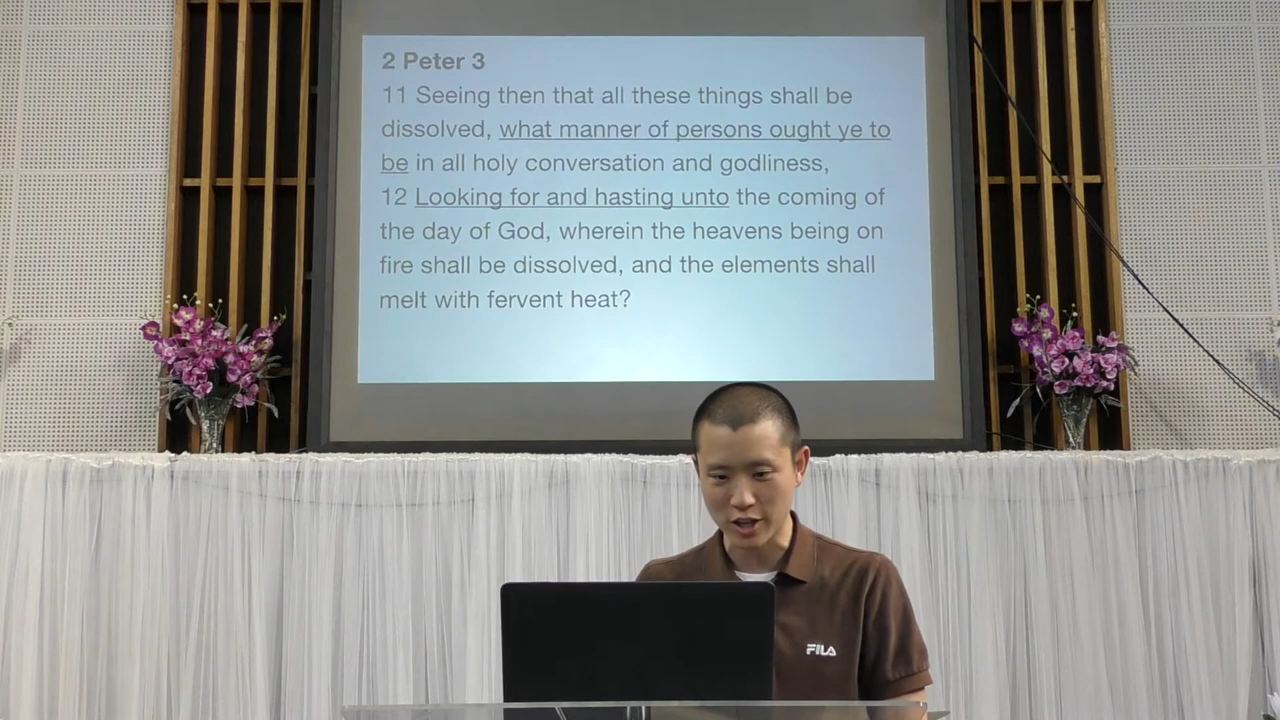 2 Peter 3
11 Seeing then that all these things shall be
dissolved, what manner of persons ought ye to
be in all holy conversation and godliness,
12 Looking for and hasting unto the coming of
the day of God, wherein the heavens being on
fire shall be dissolved, and the elements shall
melt with fervent heat?
FILA